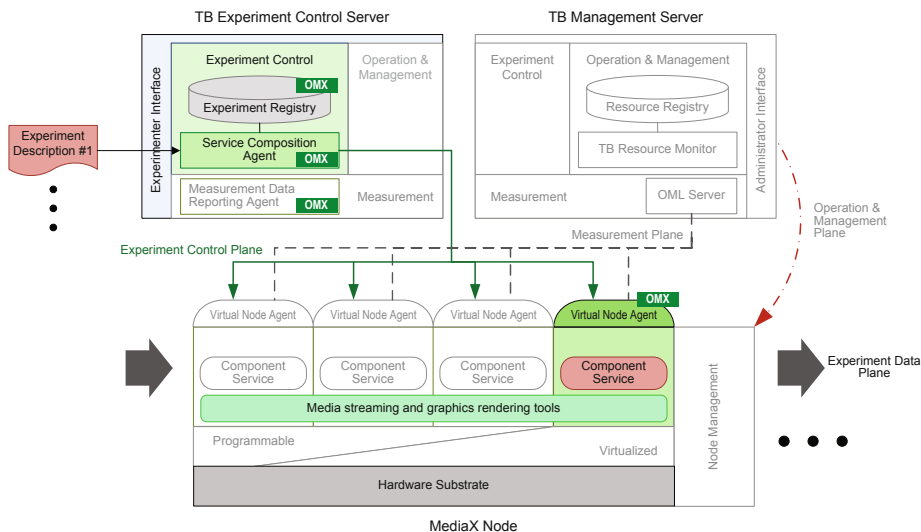 TB Experiment Control Server
TB Management Server
Experimenter Interface
Experiment Control
Operation &
Management
OMX
Experiment Registry
Service Composition
Agent
OMX
Measurement Data
Reporting Agent
OMX
Measurement
Experiment
Description #1
Experiment
Control
Operation & Management
Resource Registry
TB Resource Monitor
Administrator Interface
Measurement
OML Server
Operation &
Management
Plane
Measurement Plane
Experiment Control Plane
OMX
Virtual Node Agent
Virtual Node Agent
Virtual Node Agent
Virtual Node Agent
Component
Service
Component
Service
Component
Service
Component
Service
Media streaming and graphics rendering tools
Programmable
Virtualized
Node Management
Experiment Data
Plane
Hardware Substrate
MediaX Node